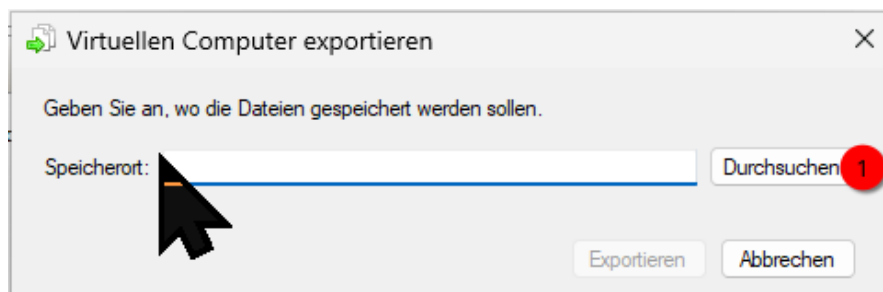 Virtuellen Computer exportieren
Geben Sie an, wo die Dateien gespeichert werden sollen.
Speicherort:
Durchsuchen
1
Exportieren
Abbrechen